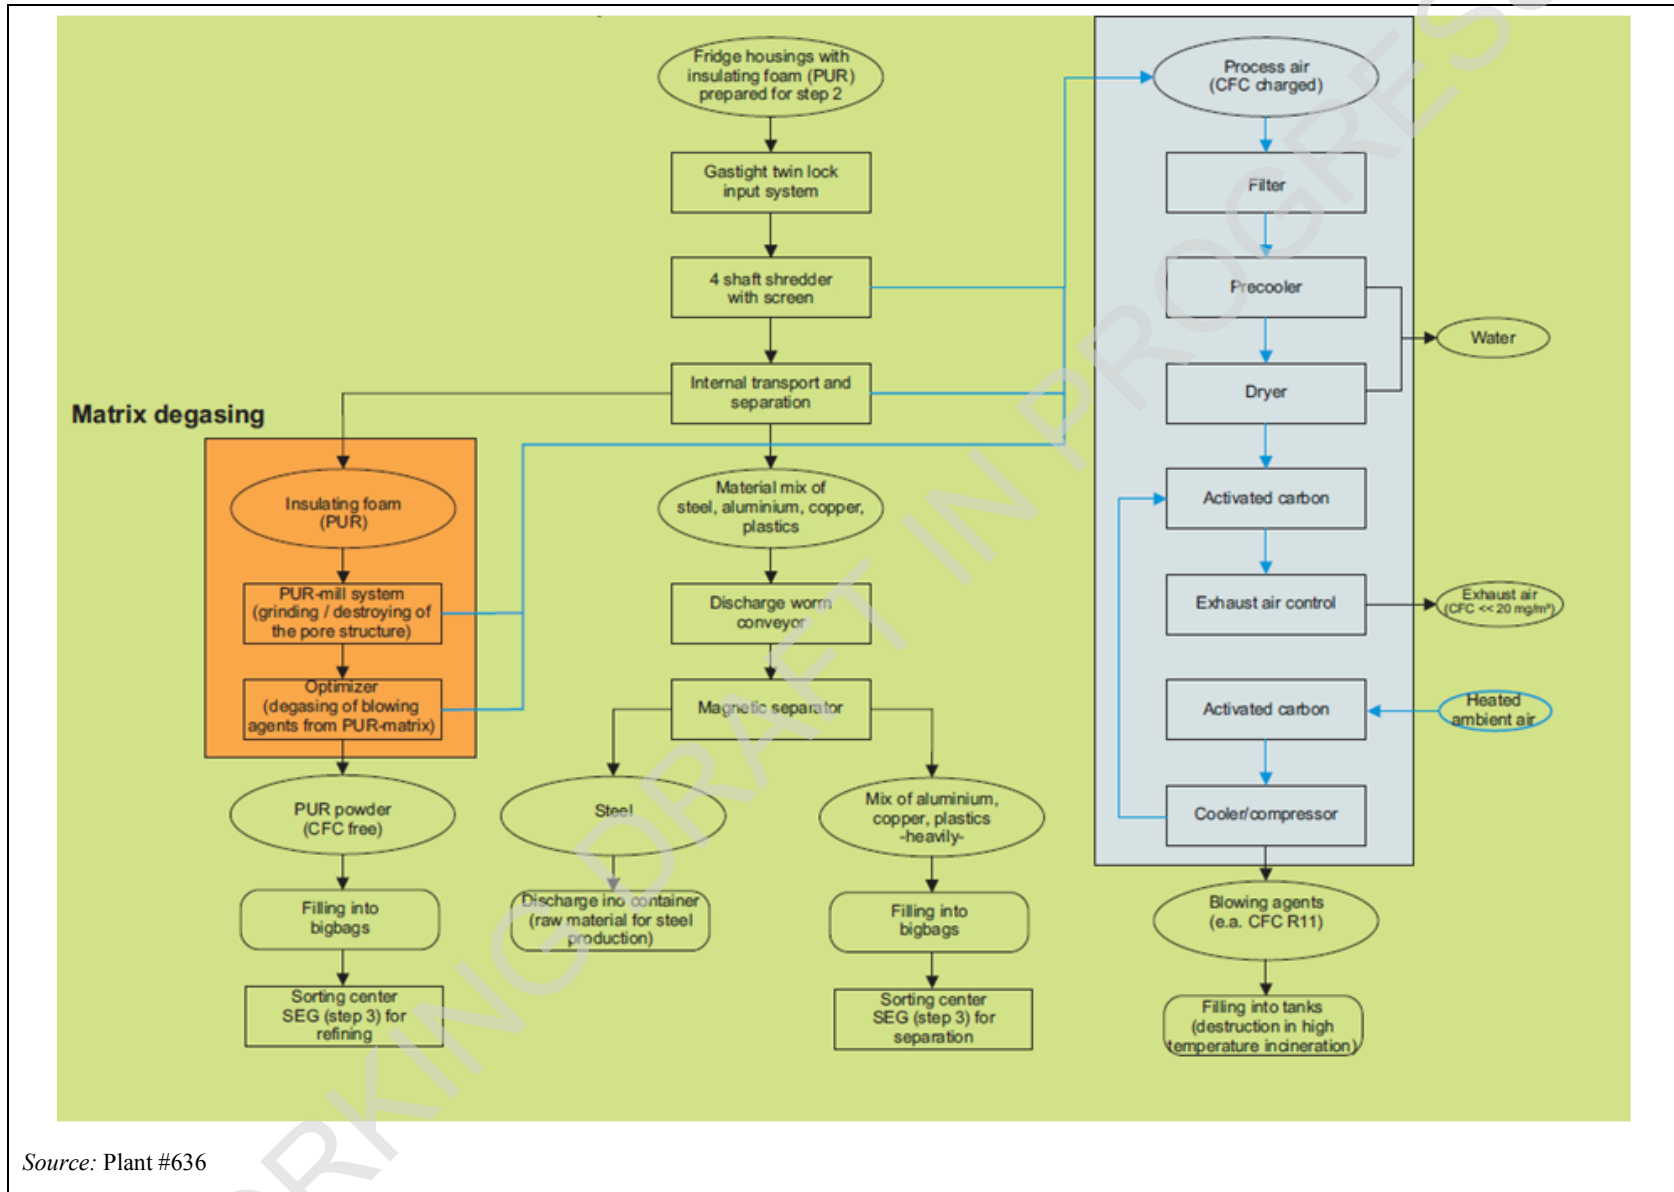 Fridge housings with
insulating foam (PUR)
prepared for step 2
Gastight twin lock
input system
4 shaft shredder
with screen
Internal transport and
separation
Matrix degasing
Insulating foam
(PUR)
PUR-mill system
(grinding / destroying of
the pore structure)
Optimizer
(degasing of blowing
agents from PUR-matrix)
PUR powder
(CFC free)
Filling into
bigbags
Sorting center
SEG (step 3) for
refining
Material mix of
steel, aluminium, copper,
plastics
Discharge worm
conveyor
Magnetic separator
Steel
Discharge ino container
(raw material for steel
production)
Mix of aluminium,
copper, plastics
-heavily-
Filling into
bigbags
Sorting center
SEG (step 3) for
separation
Process air
(CFC charged)
Filter
Precooler
Water
Dryer
Activated carbon
Exhaust air control
Exhaust air
(CFC << 20 mg/m³)
Activated carbon
Heated
ambient air
Cooler/compressor
Blowing agents
(e.a. CFC R11)
Filling into tanks
(destruction in high
temperature incineration)
Source: Plant #636
RKING DRAFT IN PROGRESS